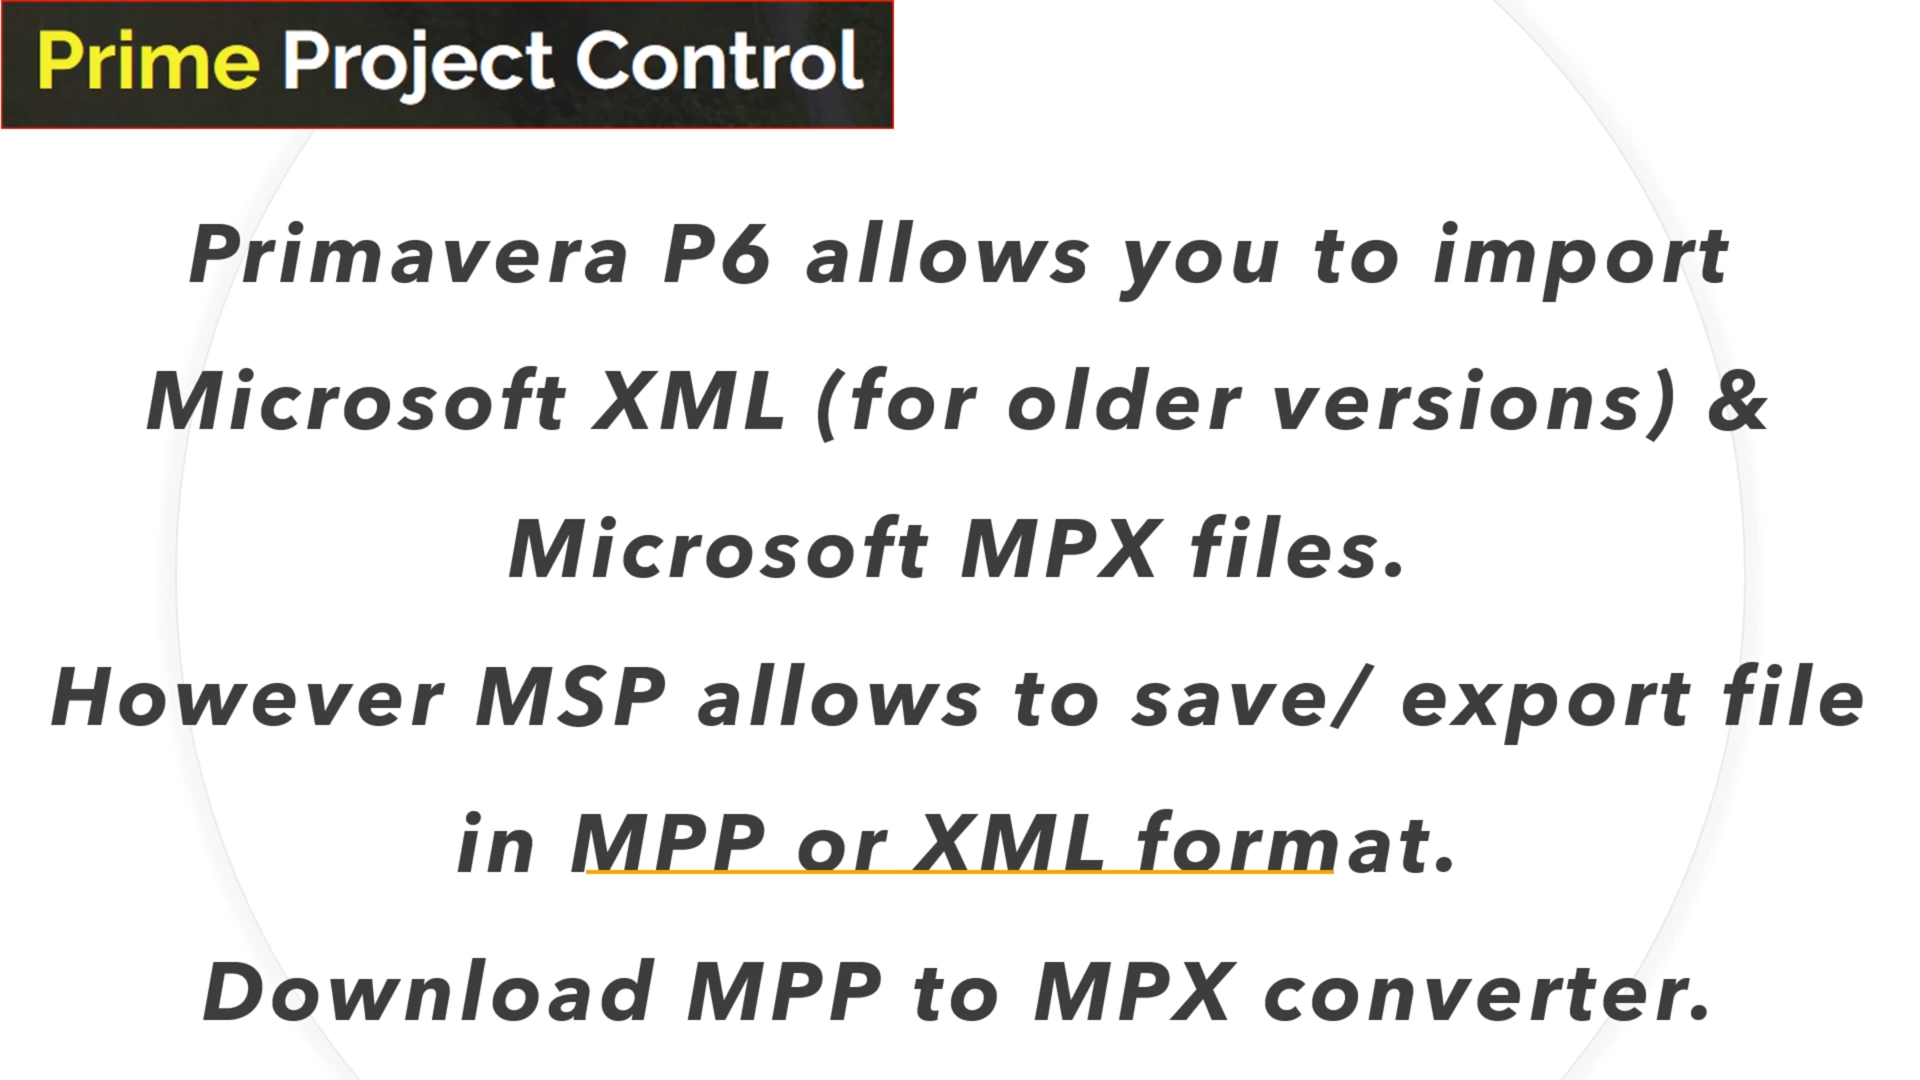 Prime Project Control
Primavera P6 allows you to import
Microsoft XML (for older versions) &
Microsoft MPX files.
However MSP allows to save/ export file
in MPP or XML format.
Download MPP to MPX converter.